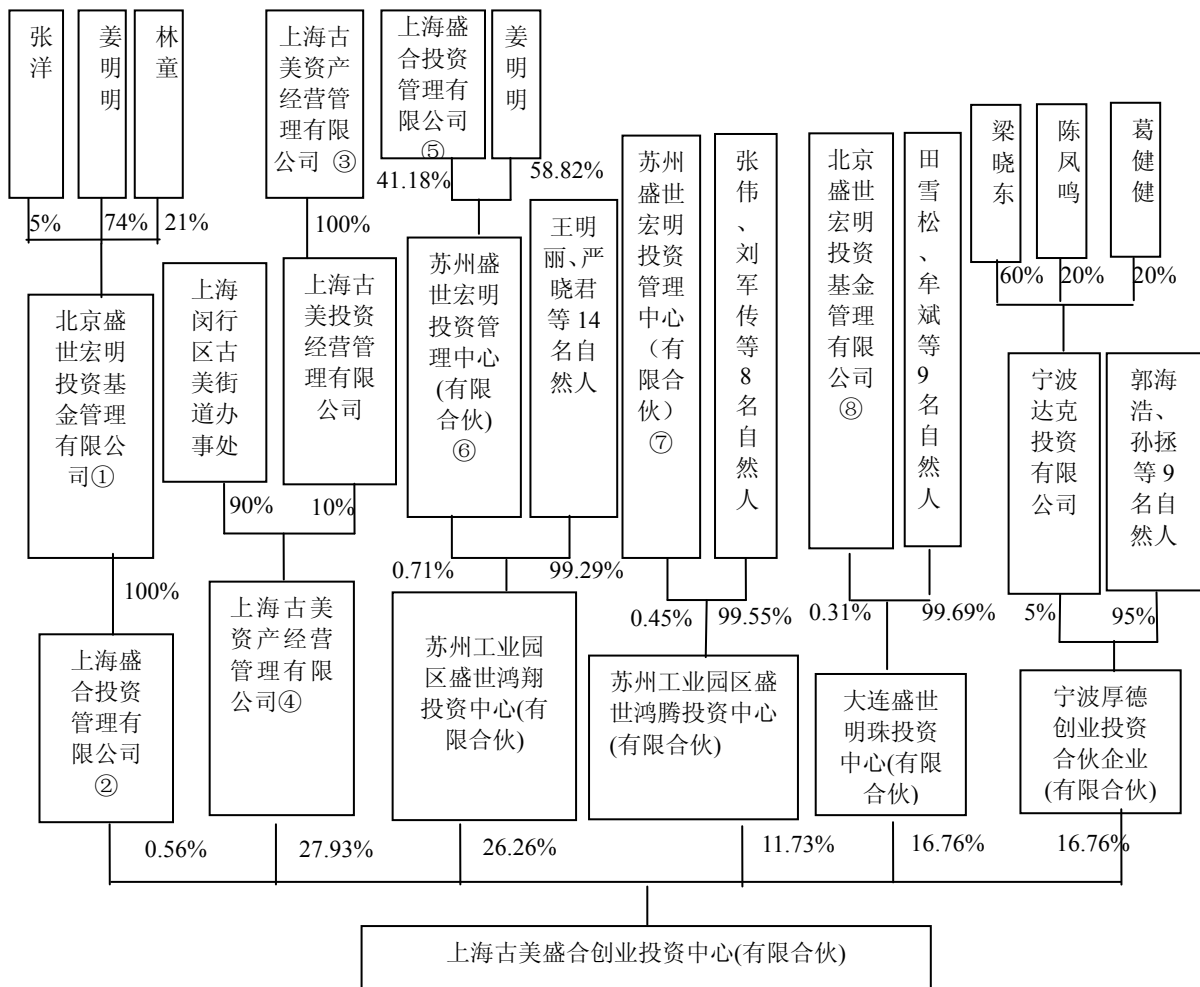 张洋
姜明明
林童
上海古
美资产
经营管
理有限
公司 ③
上海盛
合投资
管理有
限公司
⑤
姜明明
5%
74%
21%
100%
41.18%
58.82%
苏州
盛世
宏明
投资
管理
中心
（有
限合
伙）
⑦
张伟、刘军传等8名自然人
北京
盛世
宏明
投资
基金
管理
有限
公司
⑧
田雪松、牟斌等9名自然人
梁晓东
陈凤鸣
葛健健
60%
20%
20%
北京盛
世宏明
投资基
金管理
有限公
司①
上海
闵行
区古
美街
道办
事处
上海古
美投资
经营管
理有限
公司
苏州盛
世宏明
投资管
理中心
(有限
合伙)
⑥
王明
丽、严
晓君
等 14
名自
然人
宁波
达克
投资
有限
公司
郭海
浩、
孙拯
等 9
名自
然人
90%
10%
0.71%
99.29%
0.45%
99.55%
0.31%
99.69%
5%
95%
100%
上海盛
合投资
管理有
限公司
②
上海古美
资产经营
管理有限
公司④
苏州工业园
区盛世鸿翔
投资中心(有
限合伙)
苏州工业园区盛
世鸿腾投资中心
(有限合伙)
大连盛世
明珠投资
中心(有限
合伙)
宁波厚德
创业投资
合伙企业
(有限合伙)
0.56%
27.93%
26.26%
11.73%
16.76%
16.76%
上海古美盛合创业投资中心(有限合伙)